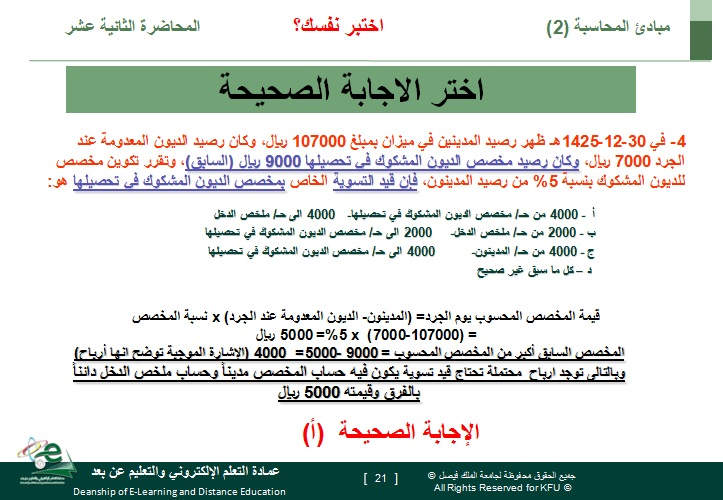 مبادئ المحاسبة (2)
اختبر نفسك؟
المحاضرة الثانية عشر
اختر الاجابة الصحيحة
4- في 30-12-1425هـ ظهر رصيد المدينين في ميزان بمبلغ 107000 ريال، وكان رصيد الديون المعدومة عند
الجرد 7000 ريال، وكان رصيد مخصص الديون المشكوك في تحصيلها 9000 ريال (السابق)، وتقرر تكوين مخصص
للديون المشكوك بنسبة 5% من رصيد المدينون، فإن قيد التسوية الخاص بمخصص الديون المشكوك في تحصيلها هو:
أ - 4000 من حـ/ مخصص الديون المشكوك في تحصيلها- 4000 الى حـ/ ملخص الدخل
ب - 2000 من حـ/ ملخص الدخل- 2000 الى حـ/ مخصص الديون المشكوك في تحصيلها
ج - 4000 من حـ/ المدينون- 4000 الى حـ/ مخصص الديون المشكوك في تحصيلها
د – كل ما سبق غير صحيح
قيمة المخصص المحسوب يوم الجرد= (المدينون- الديون المعدومة عند الجرد) x نسبة المخصص
= (107000-7000) x 5%= 5000 ريال
المخصص السابق أكبر من المخصص المحسوب = 9000 -5000= 4000 (الاشارة الموجبة توضح انها أرباح)
وبالتالي توجد ارباح محتملة تحتاج قيد تسوية يكون فيه حساب المخصص مديناً وحساب ملخص الدخل دائناً
بالفرق وقيمته 5000 ريال
الإجابة الصحيحة (أ)
عمادة التعلم الإلكتروني والتعليم عن بعد
Deanship of E-Learning and Distance Education
[ 21 ]
جميع الحقوق محفوظة لجامعة الملك فيصل ©
All Rights Reserved for KFU ©